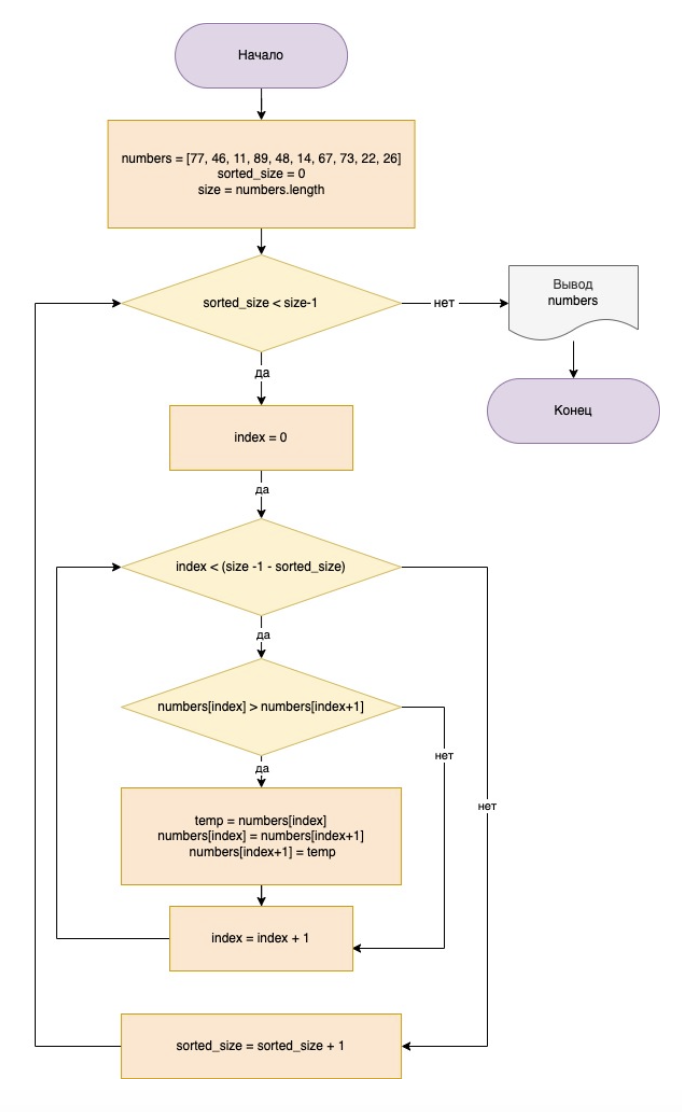 Начало
numbers = [77, 46, 11, 89, 48, 14, 67, 73, 22, 26]
sorted_size = 0
size = numbers.length
sorted_size < size-1
нет
Вывод
numbers
Конец
да
index = 0
да
index < (size -1 - sorted_size)
да
numbers[index] > numbers[index+1]
нет
да
нет
temp = numbers[index]
numbers[index] = numbers[index+1]
numbers[index+1] = temp
index = index + 1
sorted_size = sorted_size + 1